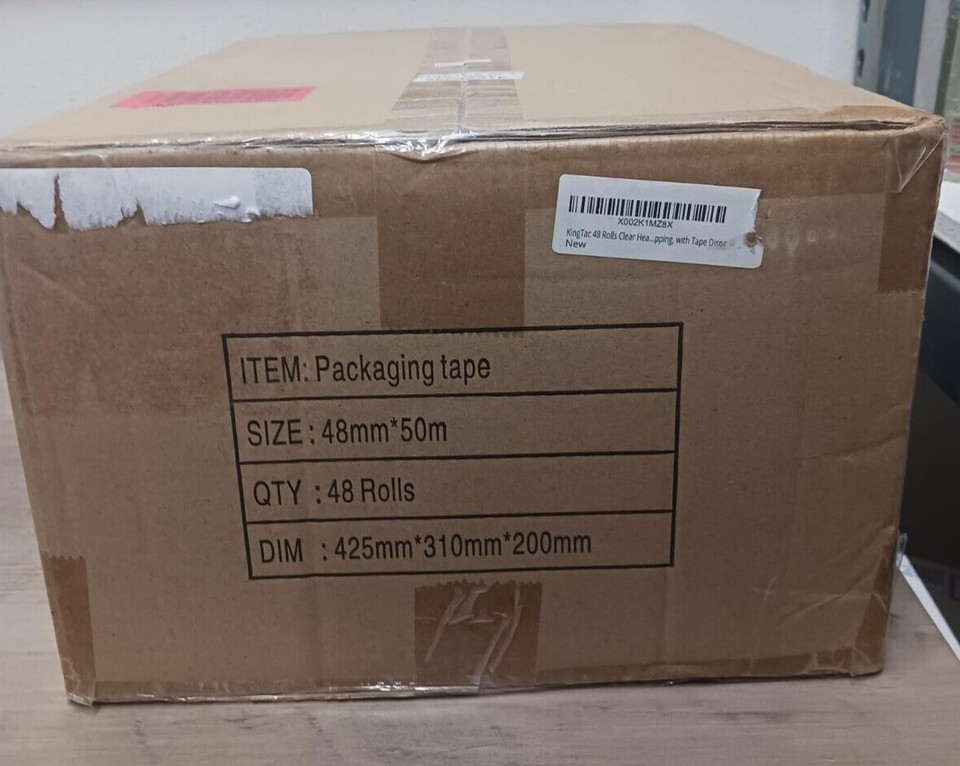 X002K1MZ8X
KingTac 48 Rolls Clear Hea...pping, with Tape
New
ITEM: Packaging tape
SIZE : 48mm*50m
QTY : 48 Rolls
DIM : 425mm*310mm*200mm